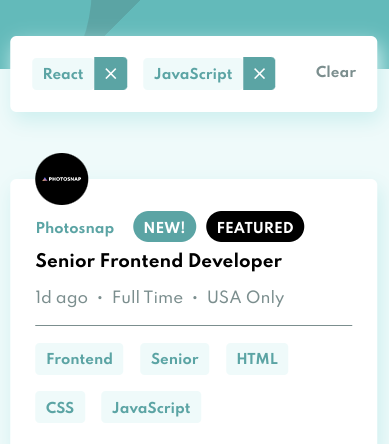 React × JavaScript × Clear
PHOTOSNAP
Photosnap NEW! FEATURED
Senior Frontend Developer
1d ago · Full Time · USA Only
Frontend Senior HTML
CSS JavaScript